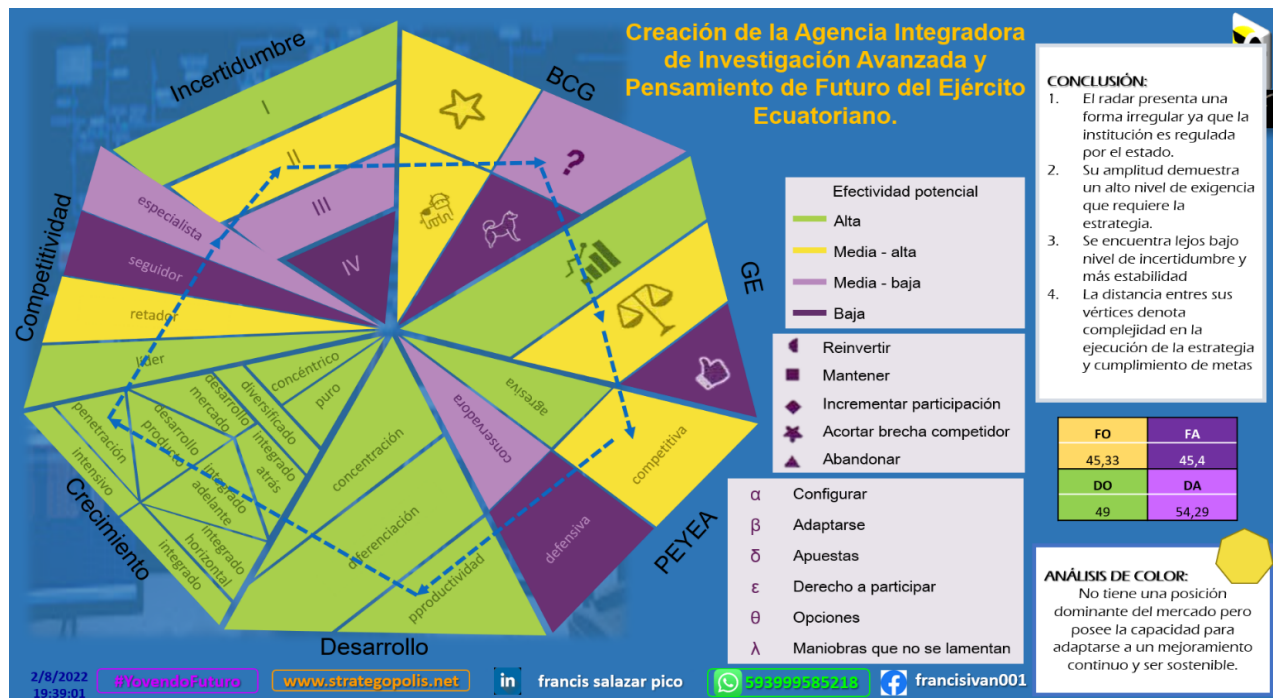 Creación de la Agencia Integradora
de Investigación Avanzada y
Pensamiento de Futuro del Ejército
Ecuatoriano.
Incertidumbre
I
II
III
IV
BCG
?
GE
PEYEA
agresiva
competitiva
conservadora
defensiva
Desarrollo
concentración
diferenciación
pproductividad
Crecimiento
concéntrico
puro
diversificado
desarrollo
mercado
integrado
atrás
desarrollo
producto
integrado
adelante
penetración
intensivo
integrado
horizontal
integrado
Competitividad
especialista
seguidor
retador
líder
Efectividad potencial
Alta
Media - alta
Media - baja
Baja
Reinvertir
Mantener
Incrementar participación
Acortar brecha competidor
Abandonar
α Configurar
β Adaptarse
δ Apuestas
ε Derecho a participar
θ Opciones
λ Maniobras que no se lamentan
CONCLUSIÓN:
1. El radar presenta una
forma irregular ya que la
institución es regulada
por el estado.
2. Su amplitud demuestra
un alto nivel de exigencia
que requiere la
estrategia.
3. Se encuentra lejos bajo
nivel de incertidumbre y
más estabilidad
4. La distancia entres sus
vértices denota
complejidad en la
ejecución de la estrategia
y cumplimiento de metas
FO FA
45,33 45,4
DO DA
49 54,29
ANÁLISIS DE COLOR:
No tiene una posición
dominante del mercado pero
posee la capacidad para
adaptarse a un mejoramiento
continuo y ser sostenible.
2/8/2022
19:39:01
#YovendoFuturo
www.strategopolis.net
in
francis salazar pico
593999585218
francisivan001